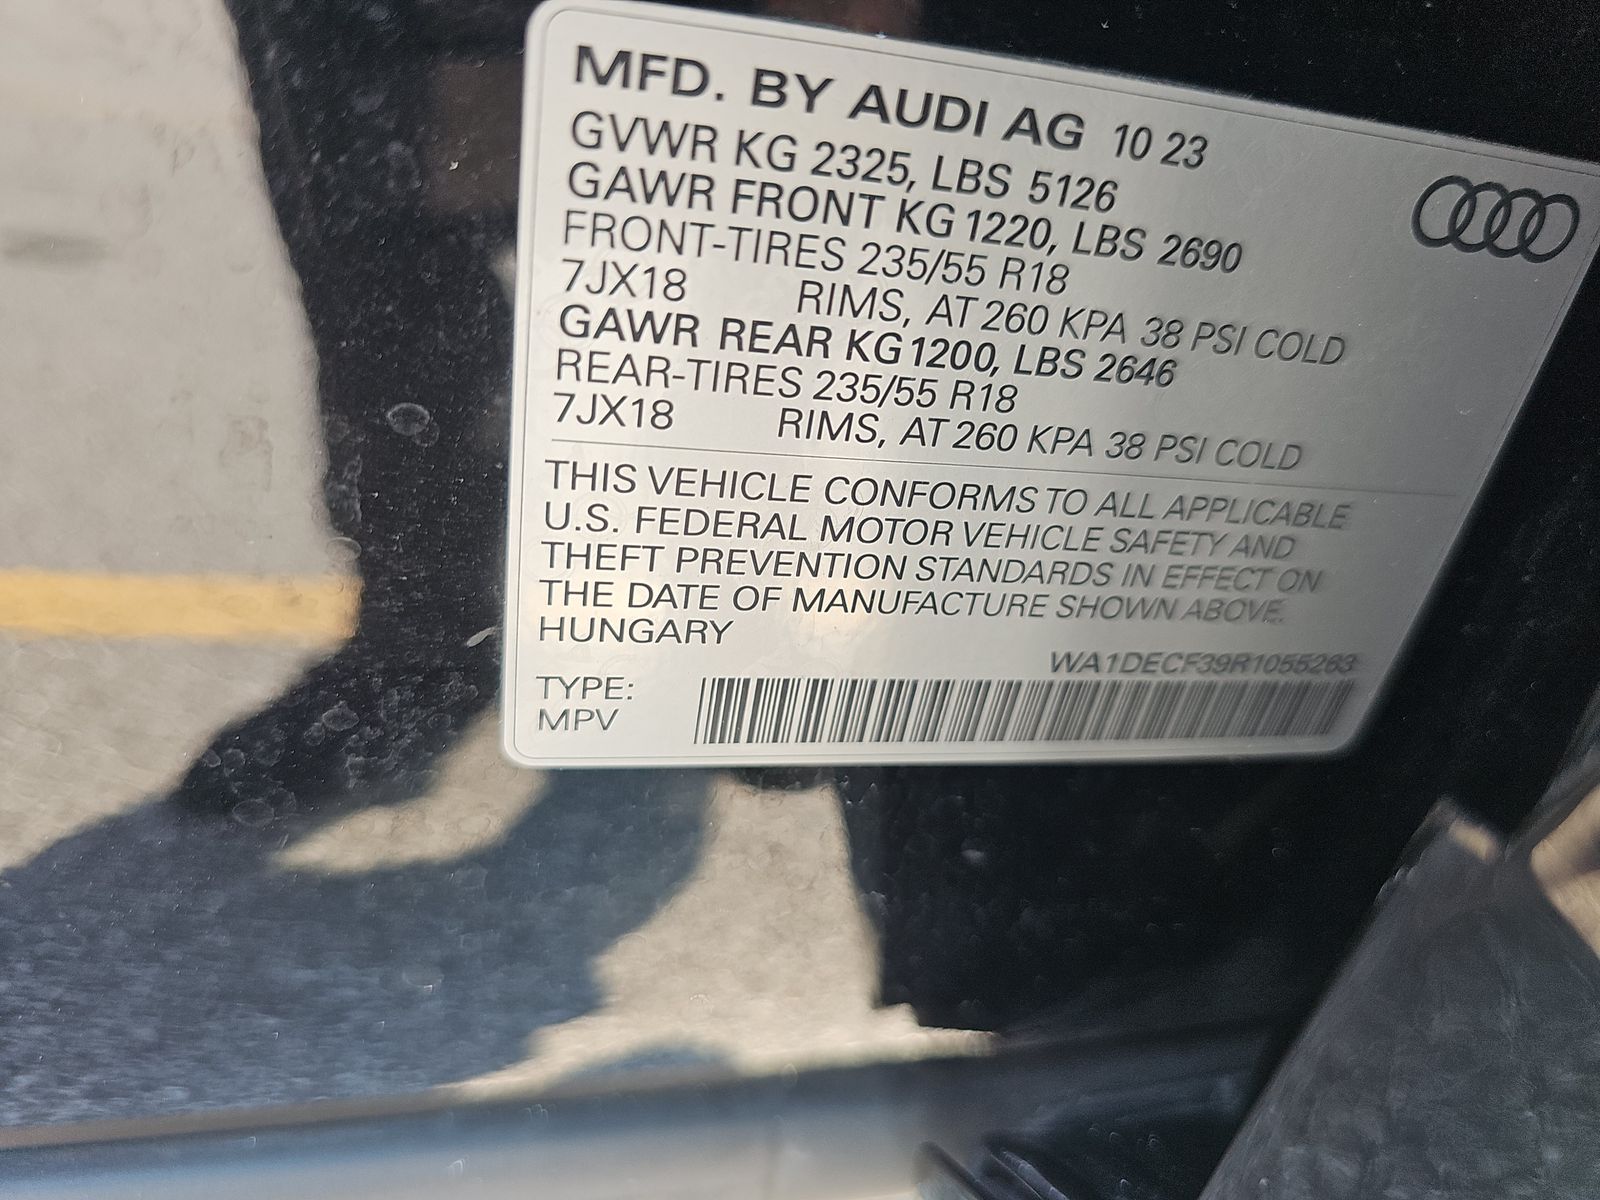 MFD. BY AUDI AG 10 23
GVWR KG 2325, LBS 5126
GAWR FRONT KG 1220, LBS 2690
FRONT-TIRES 235/55 R18
7JX18 RIMS, AT 260 KPA 38 PSI COLD
GAWR REAR KG 1200, LBS 2646
REAR-TIRES 235/55 R18
7JX18 RIMS, AT 260 KPA 38 PSI COLD
THIS VEHICLE CONFORMS TO ALL APPLICABLE
U.S. FEDERAL MOTOR VEHICLE SAFETY AND
THEFT PREVENTION STANDARDS IN EFFECT ON
THE DATE OF MANUFACTURE SHOWN ABOVE.
HUNGARY
WA1DECF39R1055263
TYPE:
MPV